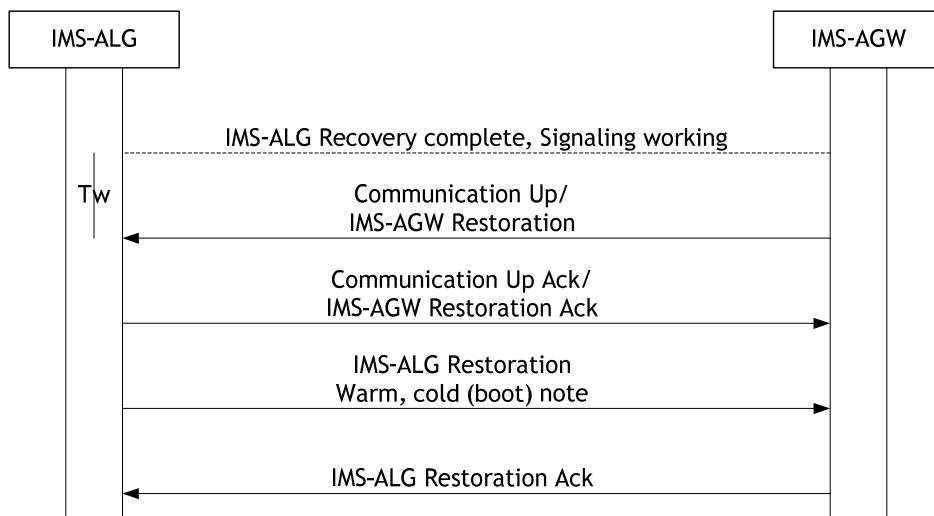 IMS-ALG
IMS-AGW
IMS-ALG Recovery complete, Signaling working
Tw
Communication Up/
IMS-AGW Restoration
Communication Up Ack/
IMS-AGW Restoration Ack
IMS-ALG Restoration
Warm, cold (boot) note
IMS-ALG Restoration Ack